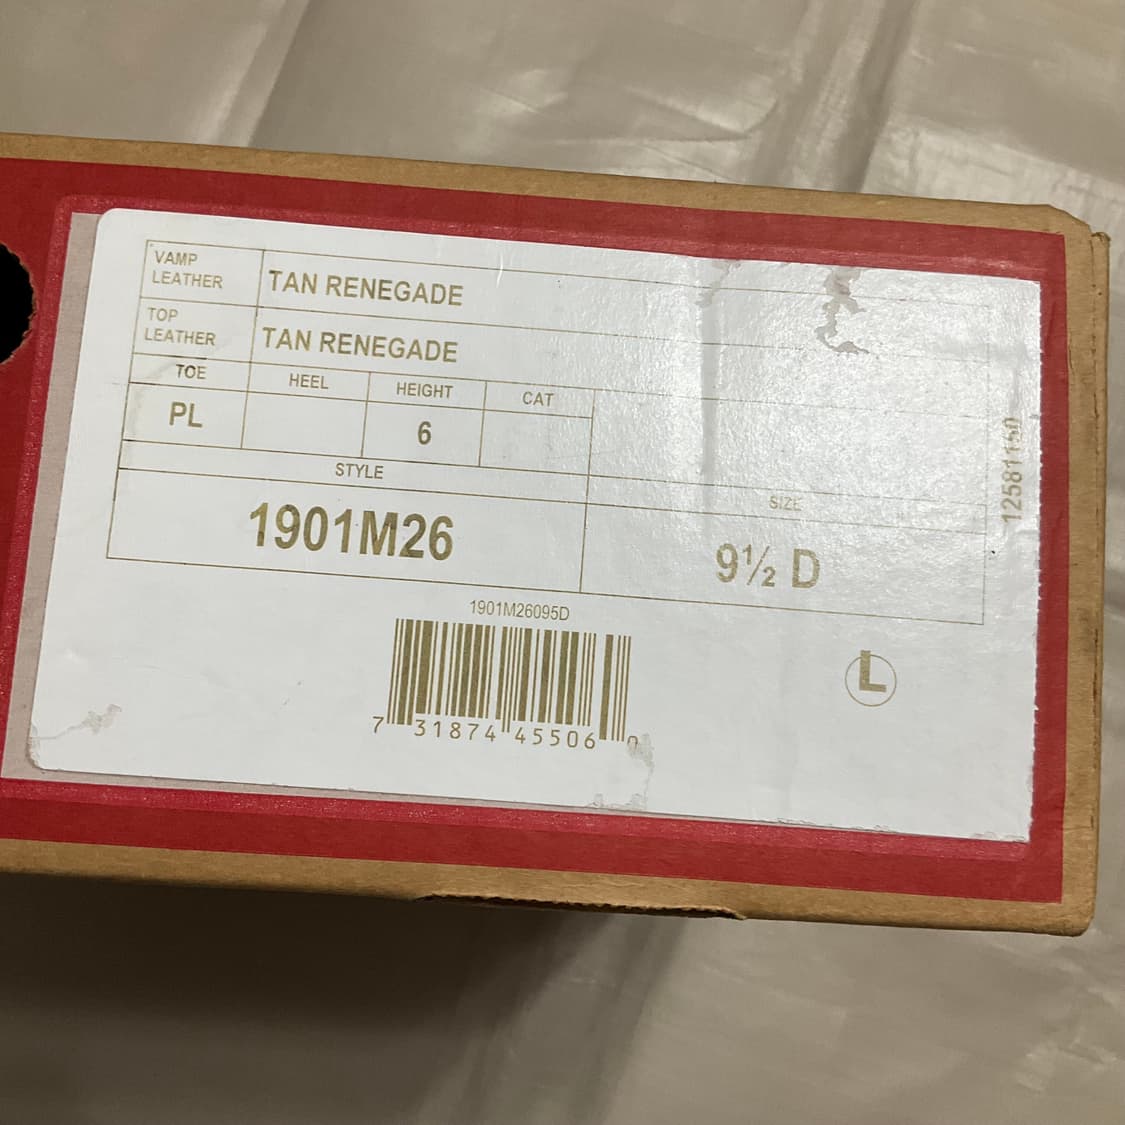 VAMP
LEATHER
TAN RENEGADE
TOP
LEATHER
TAN RENEGADE
TOE
HEEL
HEIGHT
CAT
PL
6
STYLE
SIZE
1901M26
9½ D
1901M26095D
7 31874 45506
L